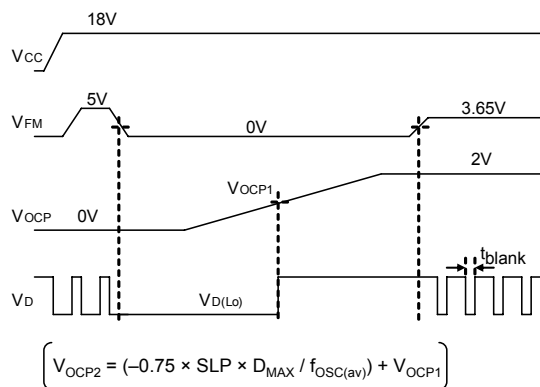 18V
VCC
5V
VFM
0V
3.65V
2V
VOCP1
VOCP
0V
tblank
VD
VD(Lo)
VOCP2 = (–0.75 × SLP × DMAX / fOSC(av)) + VOCP1